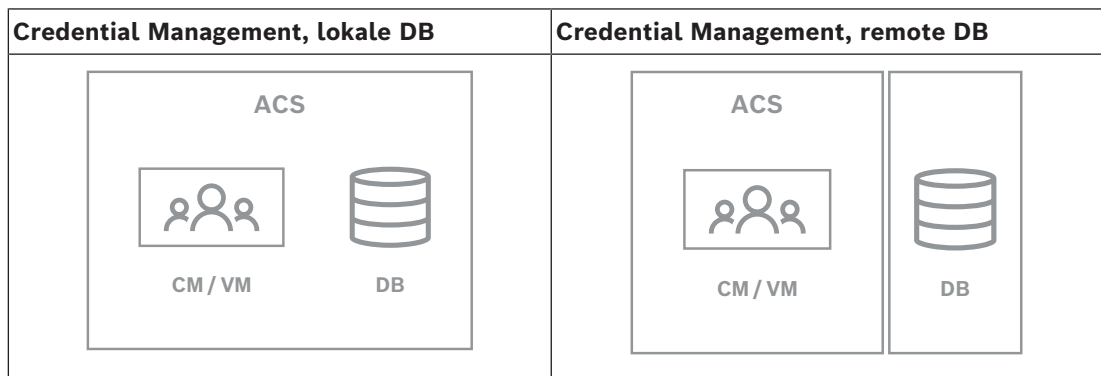 Credential Management, lokale DB
Credential Management, remote DB
ACS
CM / VM
DB
ACS
CM / VM
DB